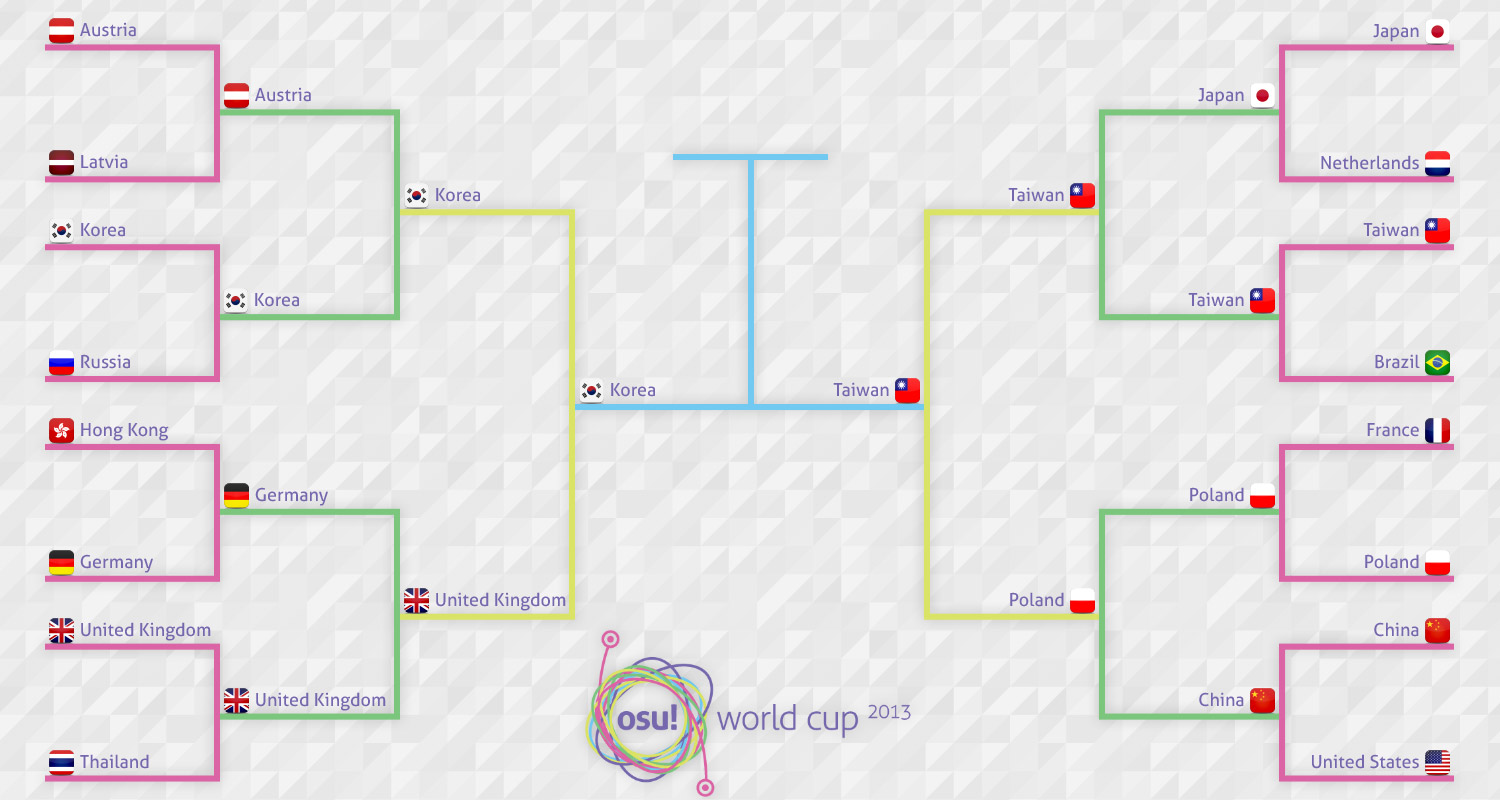 Austria
Japan
Austria
Japan
Latvia
Netherlands
Korea
Taiwan
Korea
Taiwan
Korea
Taiwan
Russia
Brazil
Korea
Taiwan
Hong Kong
France
Germany
Poland
Germany
Poland
United Kingdom
Poland
United Kingdom
China
United Kingdom
China
osu! world cup 2013
Thailand
United States